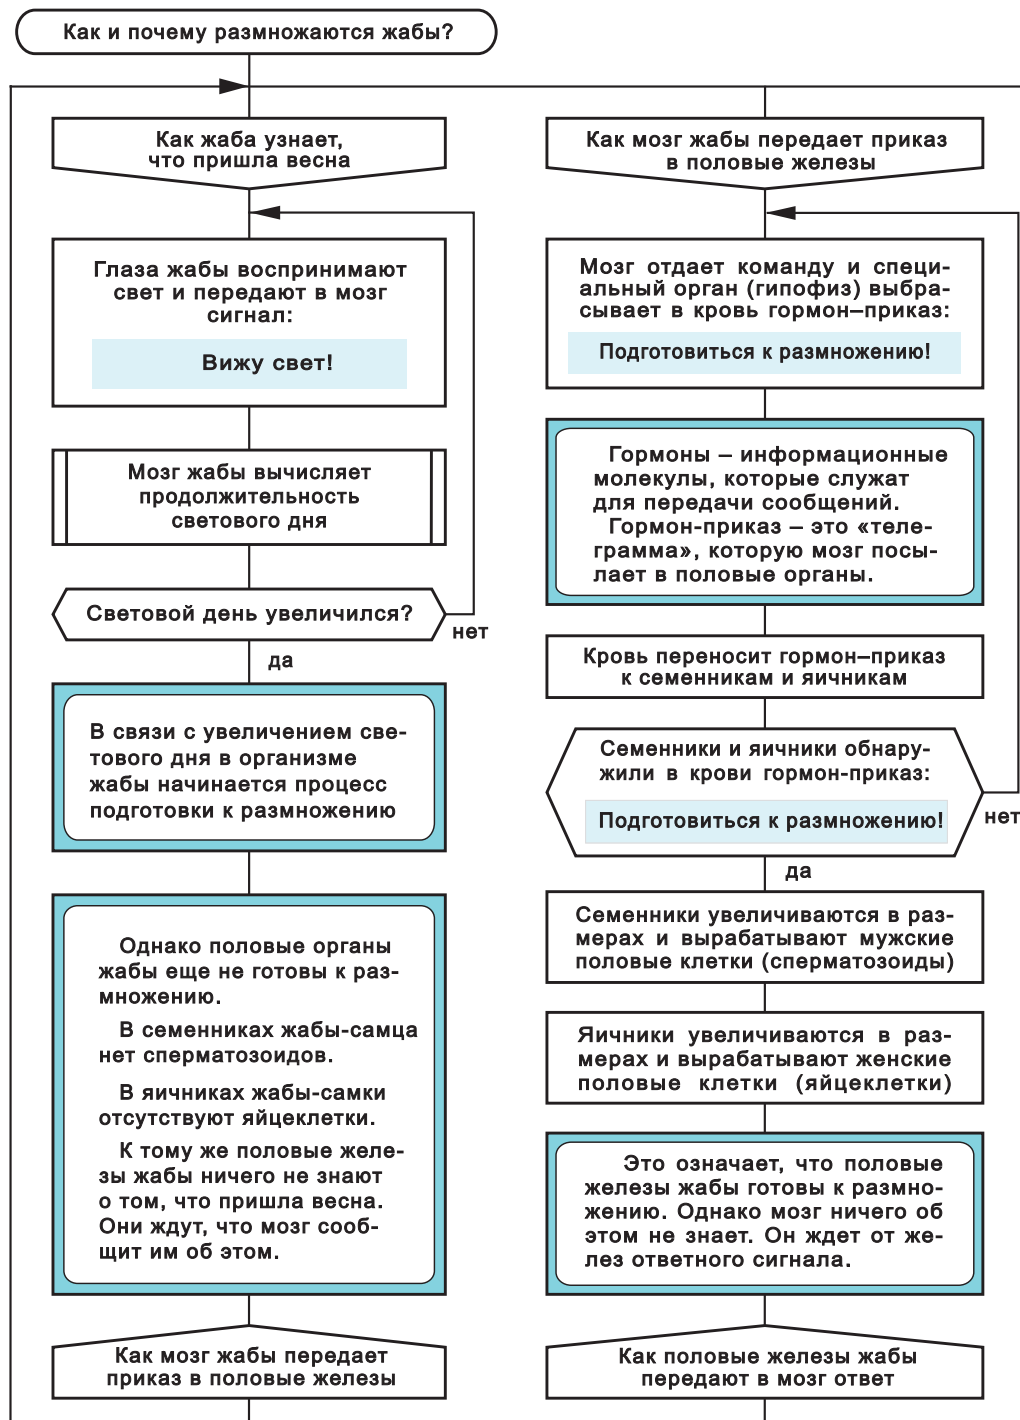 Как и почему размножаются жабы?
Как жаба узнает,
что пришла весна
Глаза жабы воспринимают
свет и передают в мозг
сигнал:
Вижу свет!
Мозг жабы вычисляет
продолжительность
светового дня
Световой день увеличился?
нет
да
В связи с увеличением све-
тового дня в организме
жабы начинается процесс
подготовки к размножению
Однако половые органы
жабы еще не готовы к раз-
множению.
В семенниках жабы-самца
нет сперматозоидов.
В яичниках жабы-самки
отсутствуют яйцеклетки.
К тому же половые желе-
зы жабы ничего не знают
о том, что пришла весна.
Они ждут, что мозг сооб-
щит им об этом.
Как мозг жабы передает
приказ в половые железы
Как мозг жабы передает приказ
в половые железы
Мозг отдает команду и специ-
альный орган (гипофиз) выбра-
сывает в кровь гормон–приказ:
Подготовиться к размножению!
Гормоны – информационные
молекулы, которые служат
для передачи сообщений.
Гормон-приказ – это «теле-
грамма», которую мозг посы-
лает в половые органы.
Кровь переносит гормон–приказ
к семенникам и яичникам
Семенники и яичники обнару-
жили в крови гормон-приказ:
Подготовиться к размножению!
нет
да
Семенники увеличиваются в раз-
мерах и вырабатывают мужские
половые клетки (сперматозоиды)
Яичники увеличиваются в раз-
мерах и вырабатывают женские
половые клетки (яйцеклетки)
Это означает, что половые
железы жабы готовы к размно-
жению. Однако мозг ничего об
этом не знает. Он ждет от же-
лез ответного сигнала.
Как половые железы жабы
передают в мозг ответ